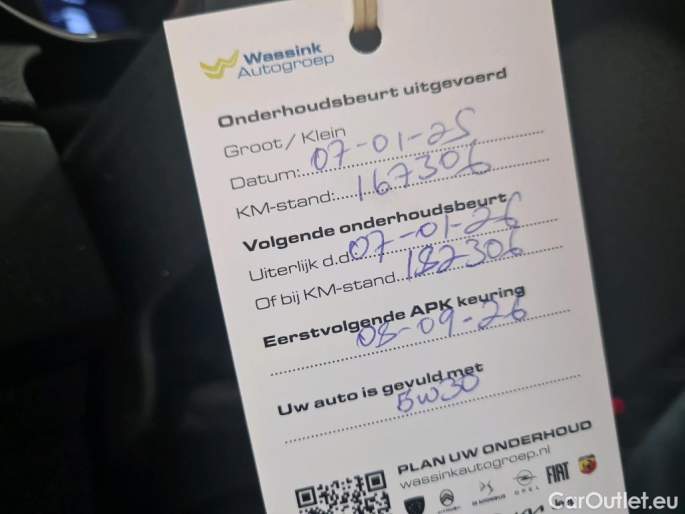 Wassink
Autogroep
Onderhoudsbeurt uitgevoerd
Groot / Klein
Datum: 07-01-25
KM-stand: 167306
Volgende onderhoudsbeurt
Uiterlijk d.d. 07-01-26
Of bij KM-stand 182306
Eerstvolgende APK keuring
08-09-26
Uw auto is gevuld met
5W30
PLAN UW ONDERHOUD
wassinkautogroep.nl
OPEL
FIAT
CarOutlet.eu